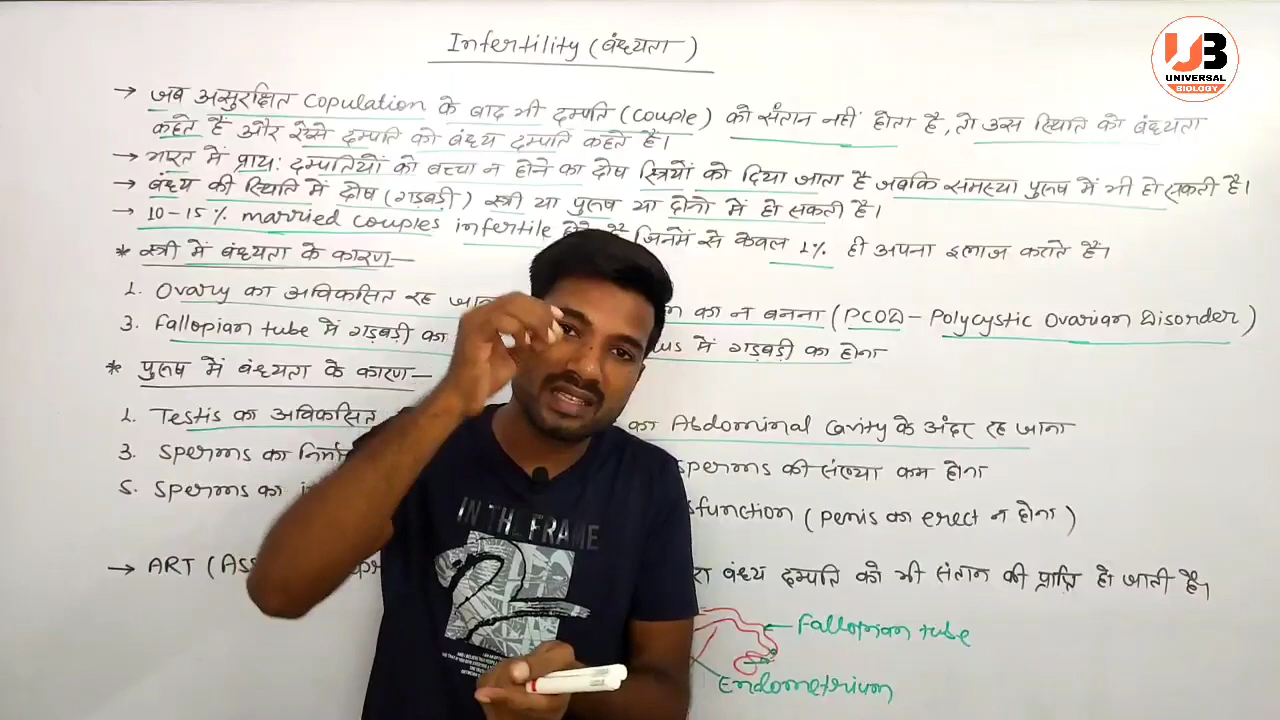 Infertility (बंध्यता)
UB
UNIVERSAL
BIOLOGY
→ जब असुरक्षित Copulation के बाद भी दम्पति (Couple) को संतान नहीं होता है, तो उस स्थिति को बंध्यता
कहते हैं और ऐसे दम्पति को बंध्य दम्पति कहते हैं।
→ भारत में प्राय: दम्पतियों को बच्चा न होने का दोष स्त्रियों को दिया जाता है जबकि समस्या पुरुष में भी हो सकती है।
→ बंध्य की स्थिति में दोष (गड़बड़ी) स्त्री या पुरुष या दोनो में हो सकती है।
→ 10-15% married couples infertile जिनमें से केवल 1% ही अपना इलाज कराते है।
* स्त्री में बंध्यता के कारण—
1. Ovary का अविकसित रह का न बनना (PCOD - Polycystic Ovarian Disorder)
3. Fallopian tube में गड़बड़ी का में गड़बड़ी का होना
* पुरुष में बंध्यता के कारण—
1. Testis का अविकसित का Abdominal Cavity के अंदर रह जाना
3. Sperms का Sperms की संख्या कम होना
5. Sperms का (Penis का erect न होना)
→ ART ( बंध्य दम्पति को भी संतान की प्राप्ति हो जाती है।
Fallopian tube
Endometrium
IN THE FRAME
2